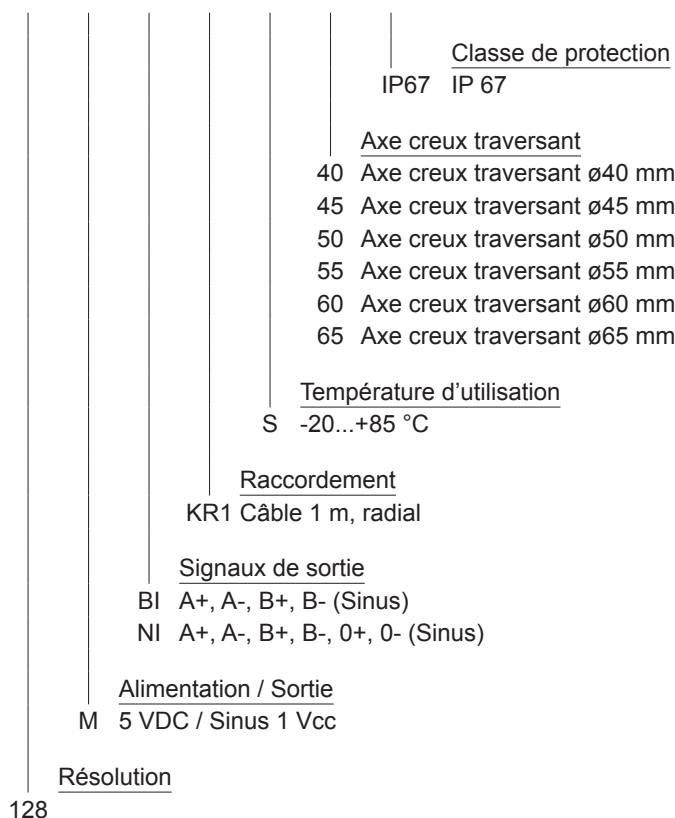 Classe de protection
IP67 IP 67
Axe creux traversant
40 Axe creux traversant ø40 mm
45 Axe creux traversant ø45 mm
50 Axe creux traversant ø50 mm
55 Axe creux traversant ø55 mm
60 Axe creux traversant ø60 mm
65 Axe creux traversant ø65 mm
Température d'utilisation
S -20...+85 °C
Raccordement
KR1 Câble 1 m, radial
Signaux de sortie
BI A+, A-, B+, B- (Sinus)
NI A+, A-, B+, B-, 0+, 0- (Sinus)
Alimentation / Sortie
M 5 VDC / Sinus 1 Vcc
Résolution
128